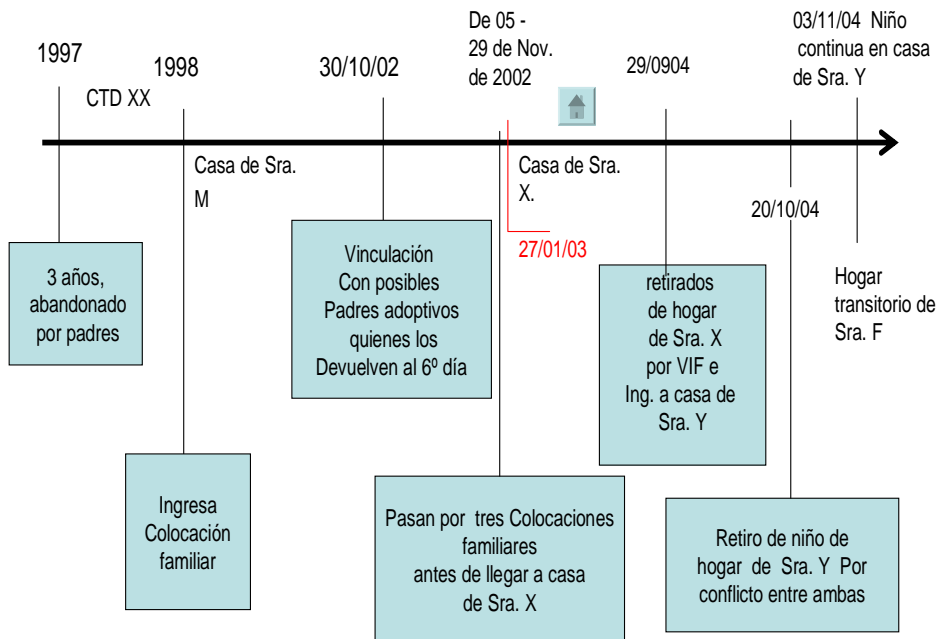 1997
CTD XX
1998
30/10/02
De 05 -
29 de Nov.
de 2002
29/0904
03/11/04 Niño
continua en casa
de Sra. Y
Casa de Sra.
M
Casa de Sra.
X.
27/01/03
20/10/04
Hogar
transitorio de
Sra. F
3 años,
abandonado
por padres
Vinculación
Con posibles
Padres adoptivos
quienes los
Devuelven al 6º día
retirados
de hogar
de Sra. X
por VIF e
Ing. a casa de
Sra. Y
Ingresa
Colocación
familiar
Pasan por tres Colocaciones
familiares
antes de llegar a casa
de Sra. X
Retiro de niño de
hogar de Sra. Y Por
conflicto entre ambas